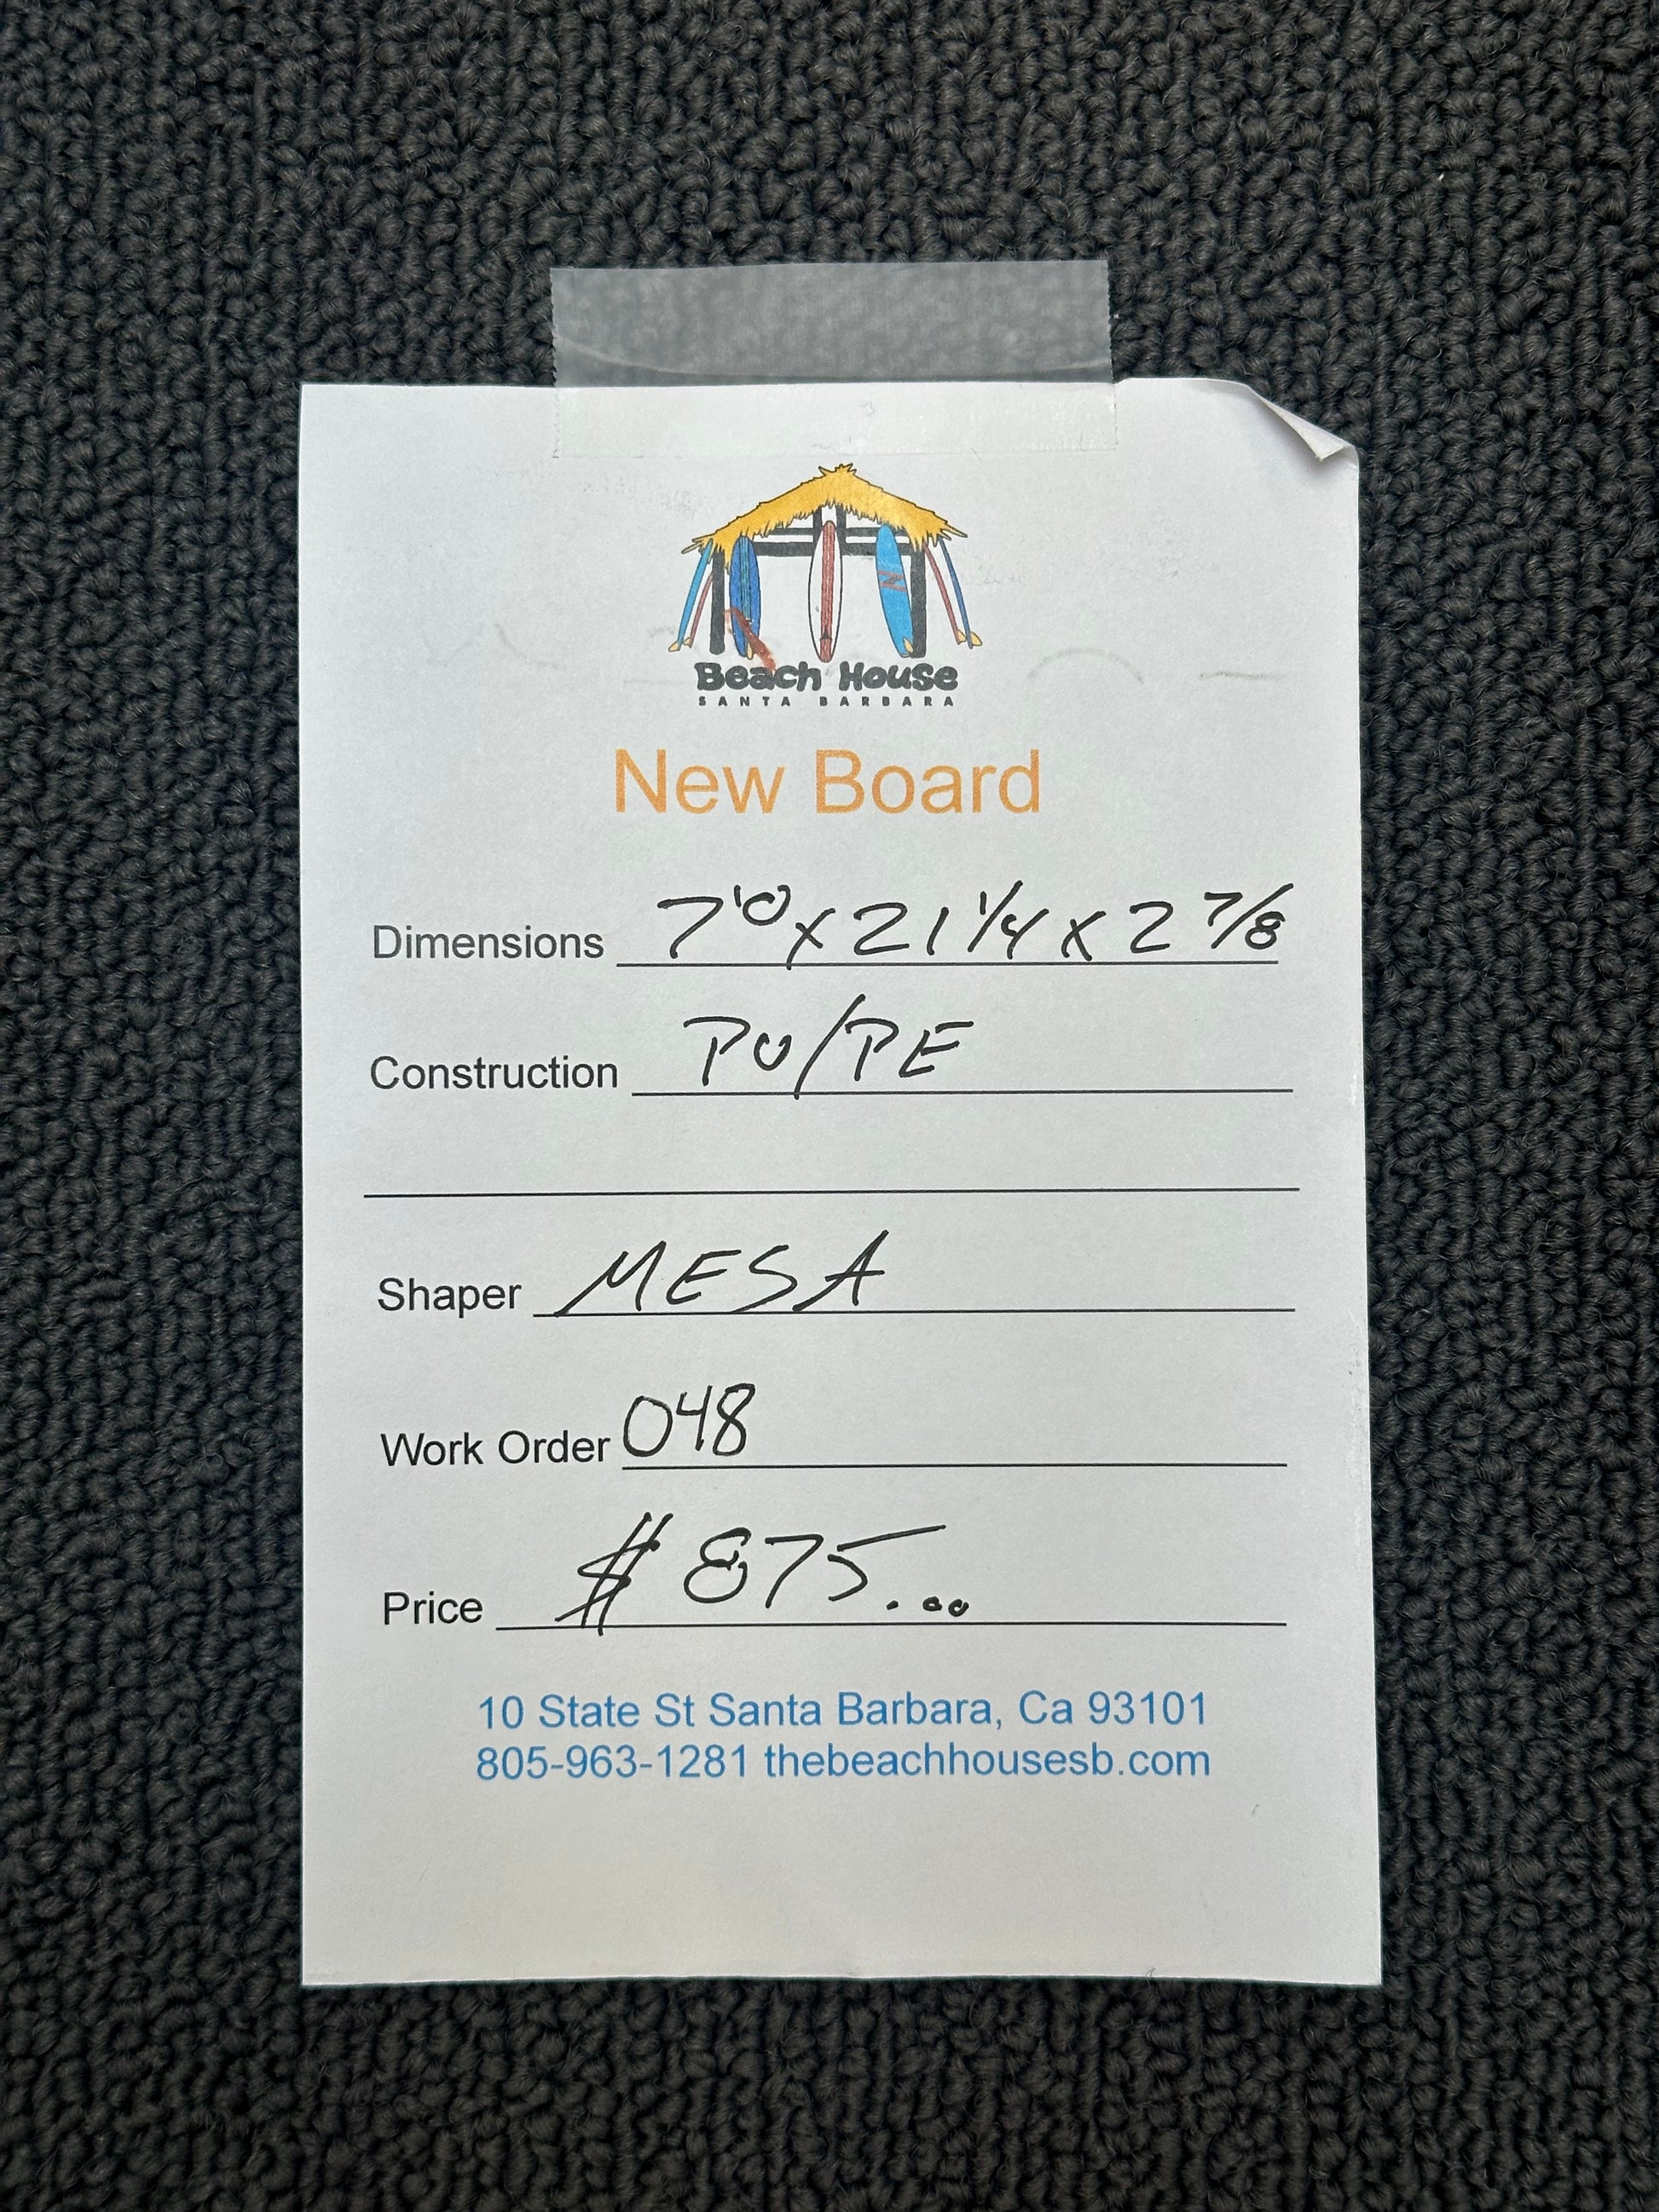 Beach House
SANTA BARBARA
New Board
Dimensions 7'0 x 21 1/4 x 2 7/8
Construction PU/PE
Shaper MESA
Work Order 048
Price $ 875.00
10 State St Santa Barbara, Ca 93101
805-963-1281 thebeachhousesb.com